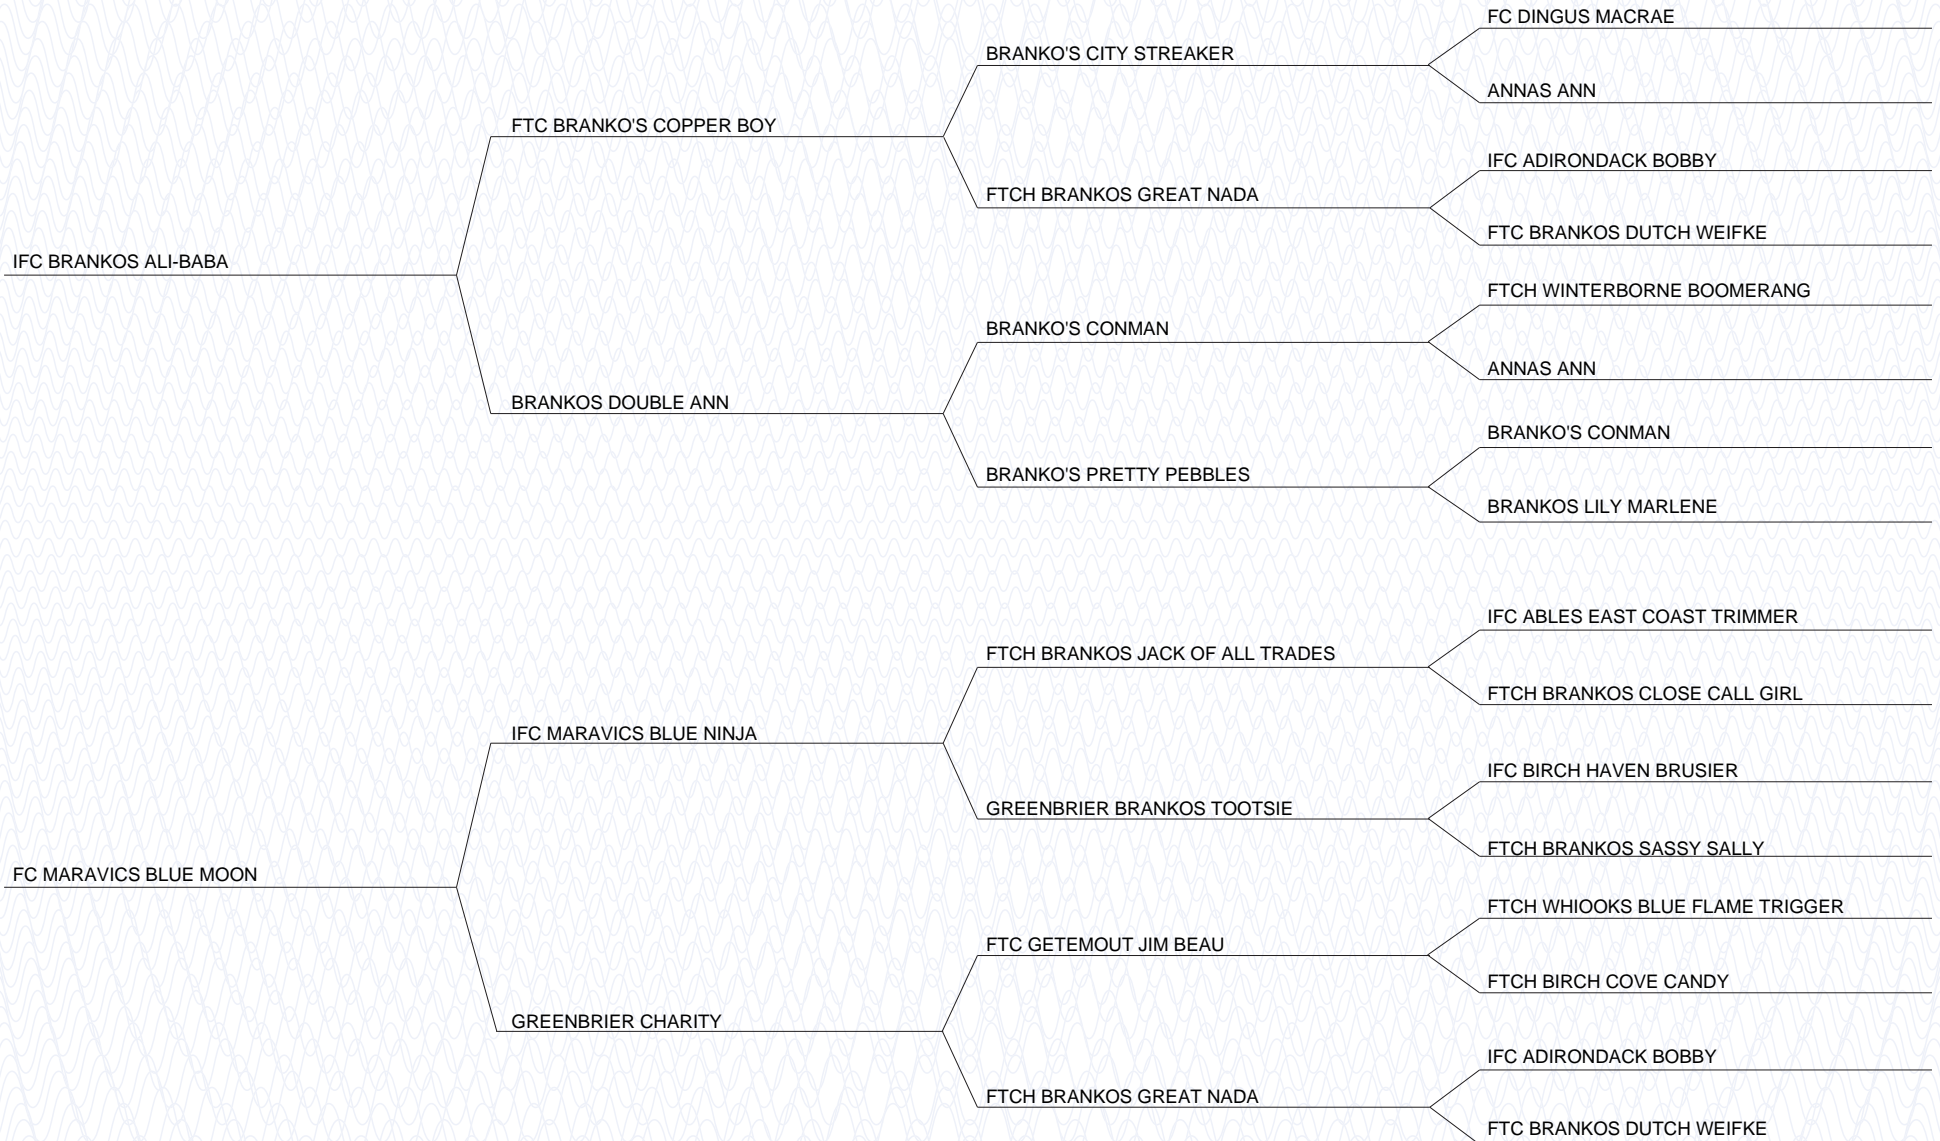 FC DINGUS MACRAE
BRANKO'S CITY STREAKER
ANNAS ANN
FTC BRANKO'S COPPER BOY
IFC ADIRONDACK BOBBY
FTCH BRANKOS GREAT NADA
FTC BRANKOS DUTCH WEIFKE
IFC BRANKOS ALI-BABA
FTCH WINTERBORNE BOOMERANG
BRANKO'S CONMAN
ANNAS ANN
BRANKOS DOUBLE ANN
BRANKO'S CONMAN
BRANKO'S PRETTY PEBBLES
BRANKOS LILY MARLENE
IFC ABLES EAST COAST TRIMMER
FTCH BRANKOS JACK OF ALL TRADES
FTCH BRANKOS CLOSE CALL GIRL
IFC MARAVICS BLUE NINJA
IFC BIRCH HAVEN BRUSIER
GREENBRIER BRANKOS TOOTSIE
FTCH BRANKOS SASSY SALLY
FC MARAVICS BLUE MOON
FTCH WHIOOKS BLUE FLAME TRIGGER
FTC GETEMOUT JIM BEAU
FTCH BIRCH COVE CANDY
GREENBRIER CHARITY
IFC ADIRONDACK BOBBY
FTCH BRANKOS GREAT NADA
FTC BRANKOS DUTCH WEIFKE